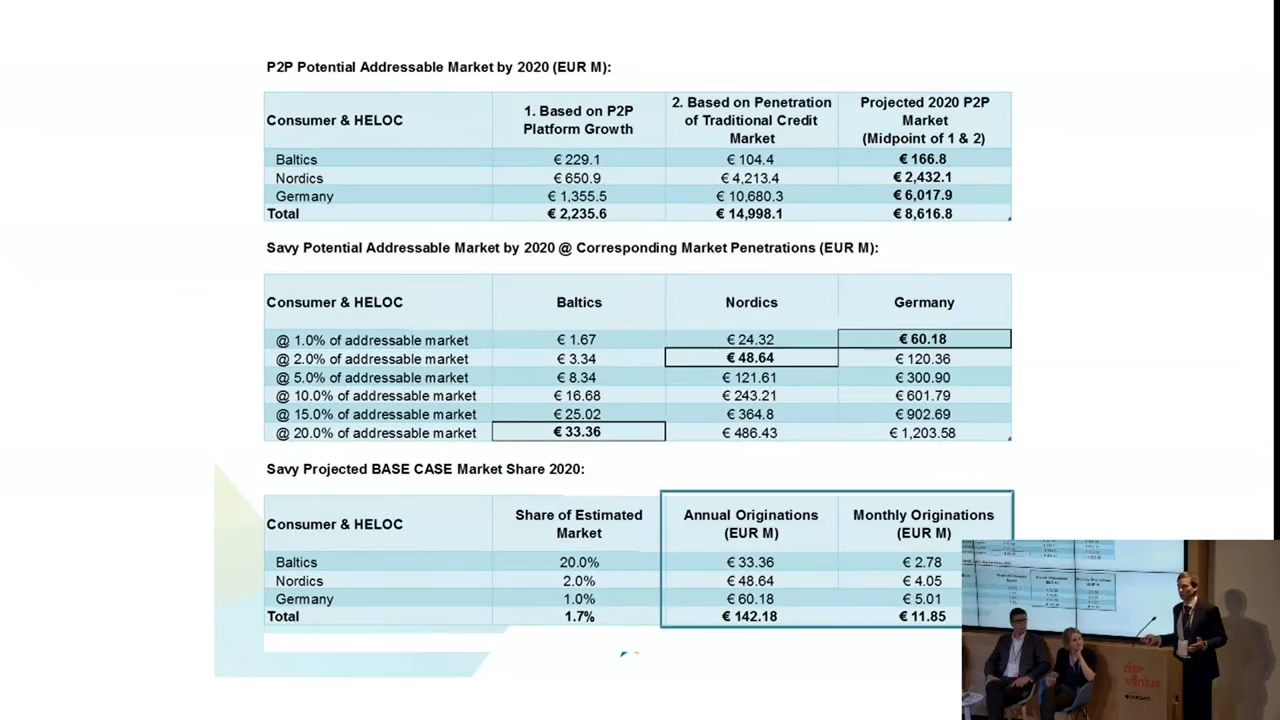 P2P Potential Addressable Market by 2020 (EUR M):
Consumer & HELOC 1. Based on P2P Platform Growth 2. Based on Penetration of Traditional Credit Market Projected 2020 P2P Market (Midpoint of 1 & 2)
Baltics € 229.1 € 104.4 € 166.8
Nordics € 650.9 € 4,213.4 € 2,432.1
Germany € 1,355.5 € 10,680.3 € 6,017.9
Total € 2,235.6 € 14,998.1 € 8,616.8
Savy Potential Addressable Market by 2020 @ Corresponding Market Penetrations (EUR M):
Consumer & HELOC Baltics Nordics Germany
@ 1.0% of addressable market € 1.67 € 24.32 € 60.18
@ 2.0% of addressable market € 3.34 € 48.64 € 120.36
@ 5.0% of addressable market € 8.34 € 121.61 € 300.90
@ 10.0% of addressable market € 16.68 € 243.21 € 601.79
@ 15.0% of addressable market € 25.02 € 364.8 € 902.69
@ 20.0% of addressable market € 33.36 € 486.43 € 1,203.58
Savy Projected BASE CASE Market Share 2020:
Consumer & HELOC Share of Estimated Market Annual Originations (EUR M) Monthly Originations (EUR M)
Baltics 20.0% € 33.36 € 2.78
Nordics 2.0% € 48.64 € 4.05
Germany 1.0% € 60.18 € 5.01
Total 1.7% € 142.18 € 11.85
rise
vilnius